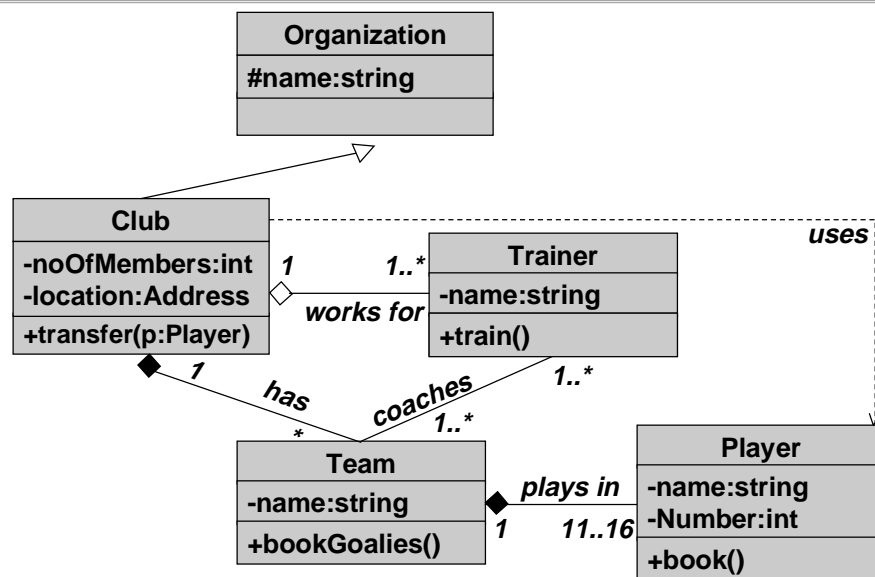 Organization
#name:string
Club
-noOfMembers:int
-location:Address
+transfer(p:Player)
1
1..*
works for
Trainer
-name:string
+train()
uses
1
has
*
coaches
1..*
1..*
Team
-name:string
+bookGoalies()
plays in
1
11..16
Player
-name:string
-Number:int
+book()